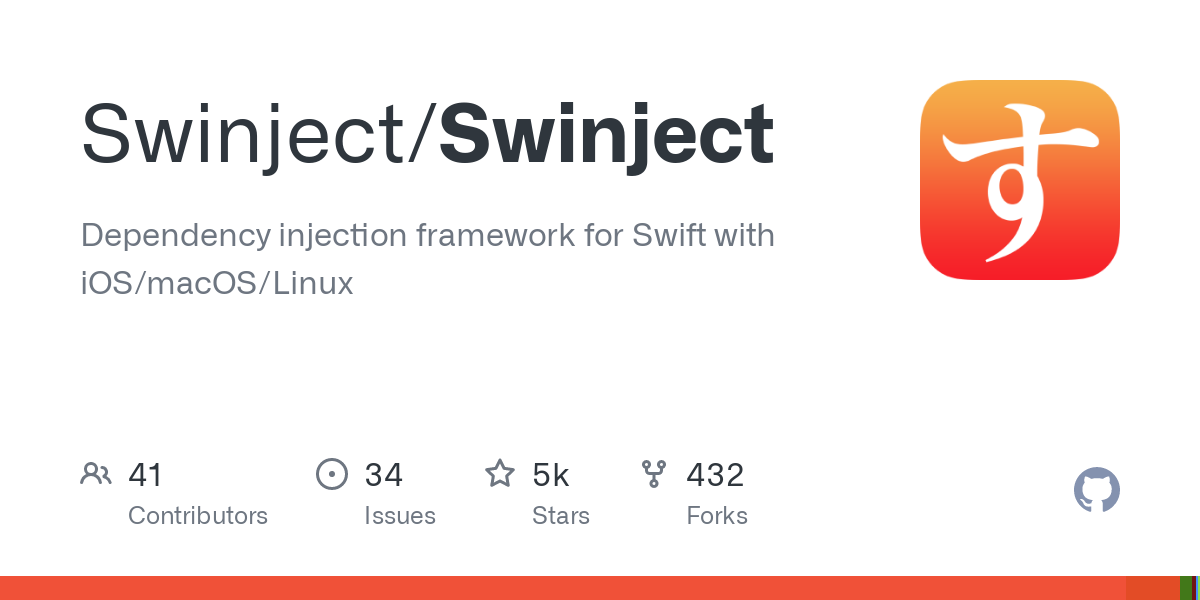 Swinject/Swinject
す
Dependency injection framework for Swift with
iOS/macOS/Linux
41
Contributors
34
Issues
5k
Stars
432
Forks